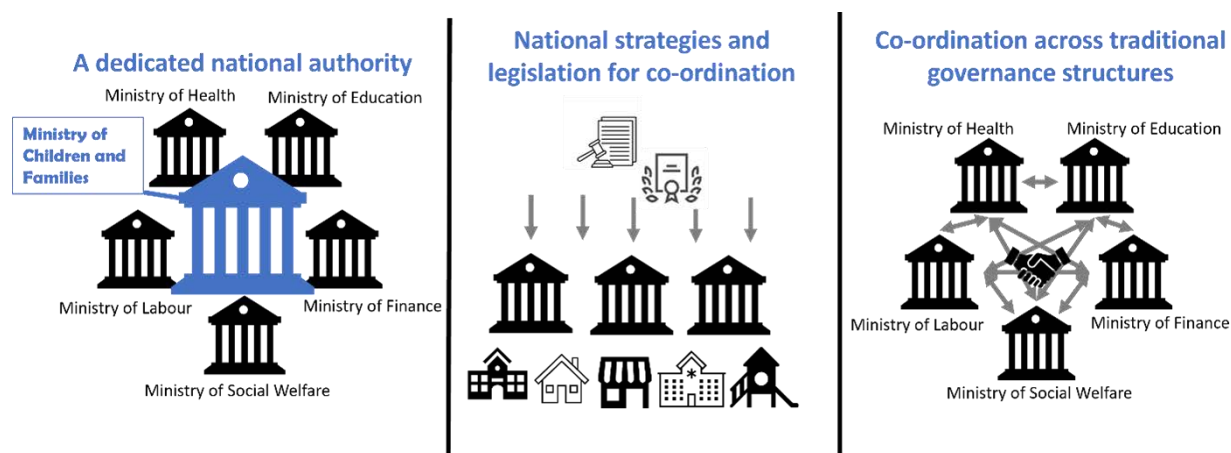 A dedicated national authority
Ministry of Health
Ministry of Education
Ministry of
Children and
Families
Ministry of Labour
Ministry of Finance
Ministry of Social Welfare
National strategies and
legislation for co-ordination
Co-ordination across traditional
governance structures
Ministry of Health
Ministry of Education
Ministry of Labour
Ministry of Finance
Ministry of Social Welfare